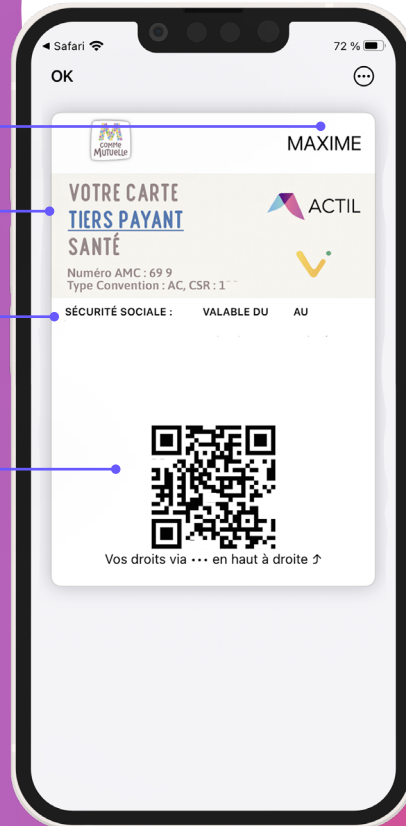 ◀ Safari
72 %
OK
M
COMME
MUTUELLE
MAXIME
VOTRE CARTE
TIERS PAYANT
SANTÉ
ACTIL
Numéro AMC : 69 9
Type Convention : AC, CSR : 1
SÉCURITÉ SOCIALE : VALABLE DU AU
Vos droits via ••• en haut à droite ↑